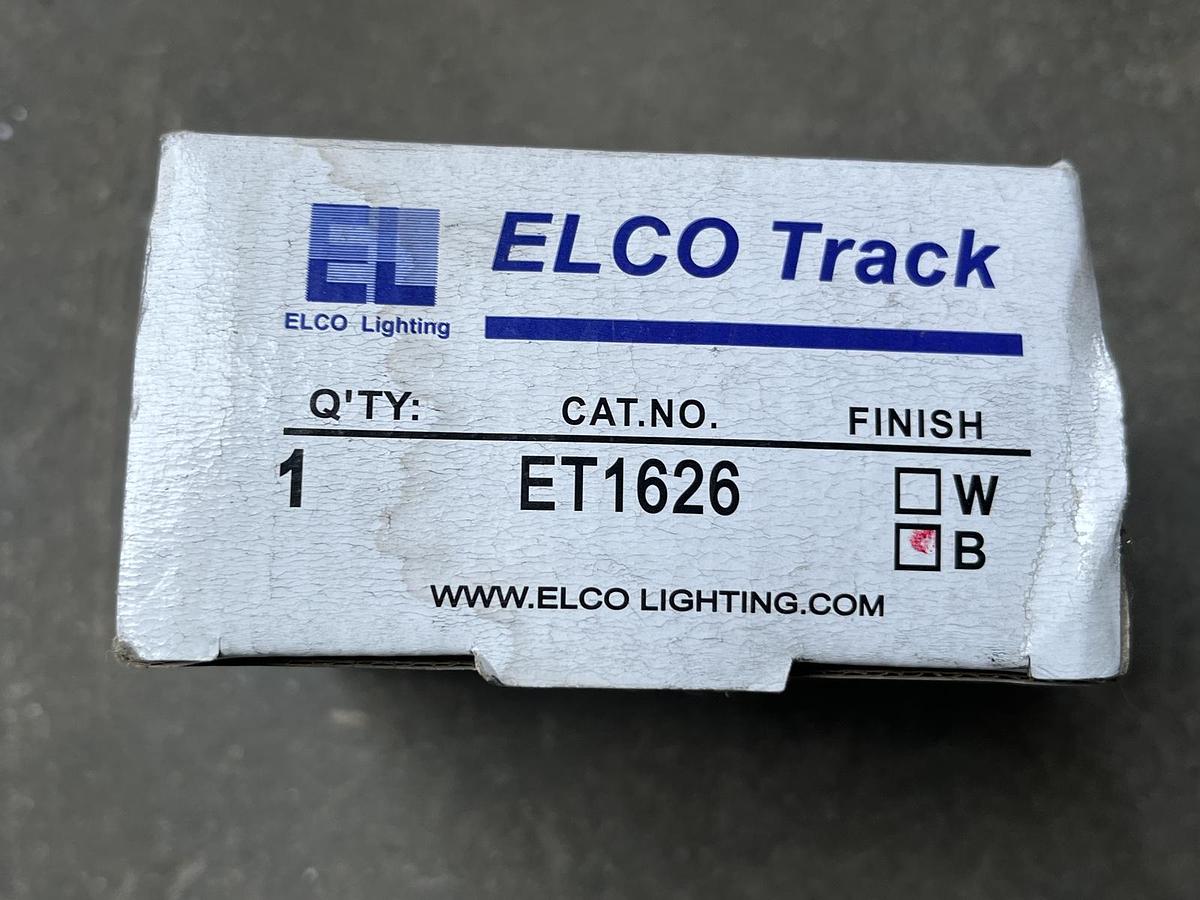 EL
ELCO Lighting
ELCO Track
Q'TY: CAT.NO. FINISH
1 ET1626 W
B
WWW.ELCO LIGHTING.COM